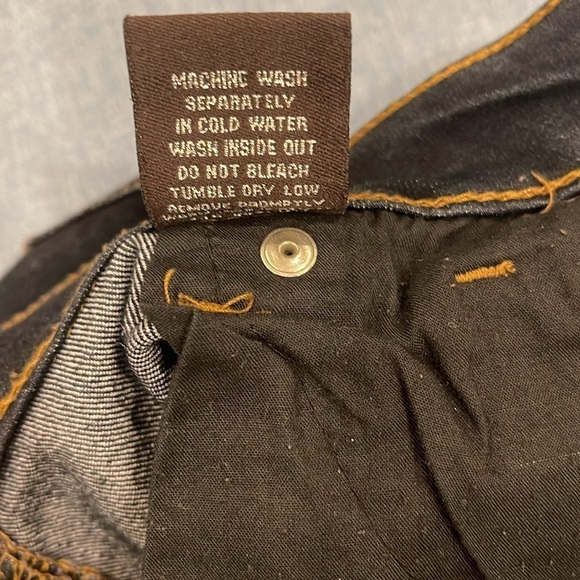 MACHINE WASH
SEPARATELY
IN COLD WATER
WASH INSIDE OUT
DO NOT BLEACH
TUMBLE DRY LOW
REMOVE PROMPTLY